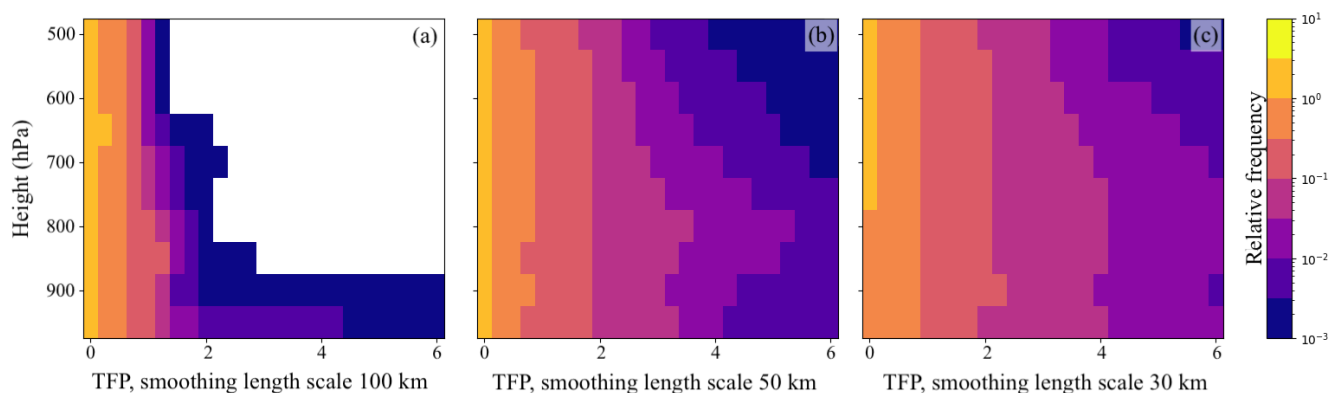 (a)
(b)
(c)
500
600
700
800
900
Height (hPa)
0 2 4 6
0 2 4 6
0 2 4 6
TFP, smoothing length scale 100 km
TFP, smoothing length scale 50 km
TFP, smoothing length scale 30 km
10¹
10⁰
10⁻¹
10⁻²
10⁻³
Relative frequency